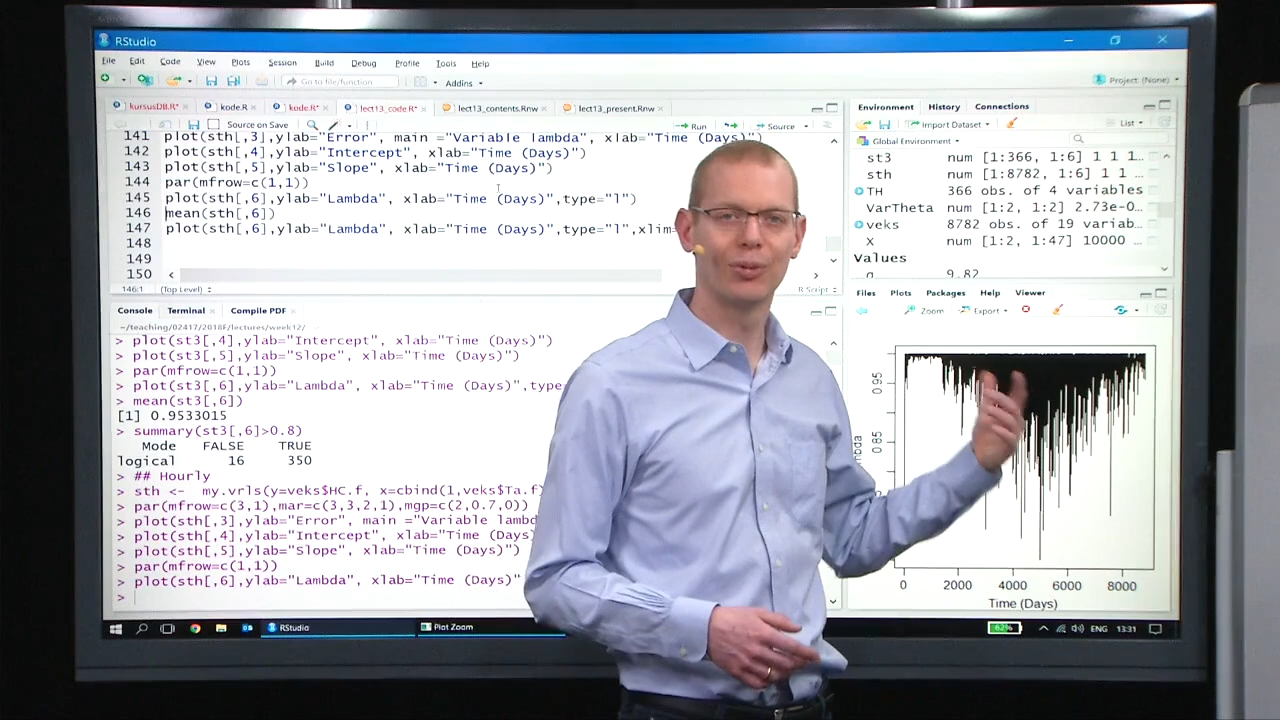 RStudio
File Edit Code View Plots Session Build Debug Profile Tools Help
Go to file/function Addins Project: (None)
kursusDB.R* kode.R kode.R* lect13_code.R* lect13_contents.Rnw lect13_present.Rnw
Source on Save Run Source
141 plot(sth[,3],ylab="Error", main ="Variable lambda", xlab="Time (Days)")
142 plot(sth[,4],ylab="Intercept", xlab="Time (Days)")
143 plot(sth[,5],ylab="Slope", xlab="Time (Days)")
144 par(mfrow=c(1,1))
145 plot(sth[,6],ylab="Lambda", xlab="Time (Days)",type="l")
146 mean(sth[,6])
147 plot(sth[,6],ylab="Lambda", xlab="Time (Days)",type="l",xlim=
148
149
150
146:1 (Top Level) R Script
Console Terminal Compile PDF
~/teaching/02417/2018F/lectures/week12/
> plot(st3[,4],ylab="Intercept", xlab="Time (Days)")
> plot(st3[,5],ylab="Slope", xlab="Time (Days)")
> par(mfrow=c(1,1))
> plot(st3[,6],ylab="Lambda", xlab="Time (Days)",type=
> mean(st3[,6])
[1] 0.9533015
> summary(st3[,6]>0.8)
Mode FALSE TRUE
logical 16 350
> ## Hourly
> sth <- my.vrls(y=veks$HC.f, x=cbind(1,veks$Ta.f)
> par(mfrow=c(3,1),mar=c(3,3,2,1),mgp=c(2,0.7,0))
> plot(sth[,3],ylab="Error", main ="Variable lambd
> plot(sth[,4],ylab="Intercept", xlab="Time (Days)
> plot(sth[,5],ylab="Slope", xlab="Time (Days)")
> par(mfrow=c(1,1))
> plot(sth[,6],ylab="Lambda", xlab="Time (Days)"
>
Environment History Connections
Import Dataset List
Global Environment
st3 num [1:366, 1:6] 1 1 1...
sth num [1:8782, 1:6] 1 1 ...
TH 366 obs. of 4 variables
VarTheta num [1:2, 1:2] 2.73e-0...
veks 8782 obs. of 19 variab...
X num [1:2, 1:47] 10000 ...
Values
9.82
Files Plots Packages Help Viewer
Zoom Export
0.95
0.85
0 2000 4000 6000 8000
Time (Days)
RStudio Plot Zoom 62% ENG 13:31